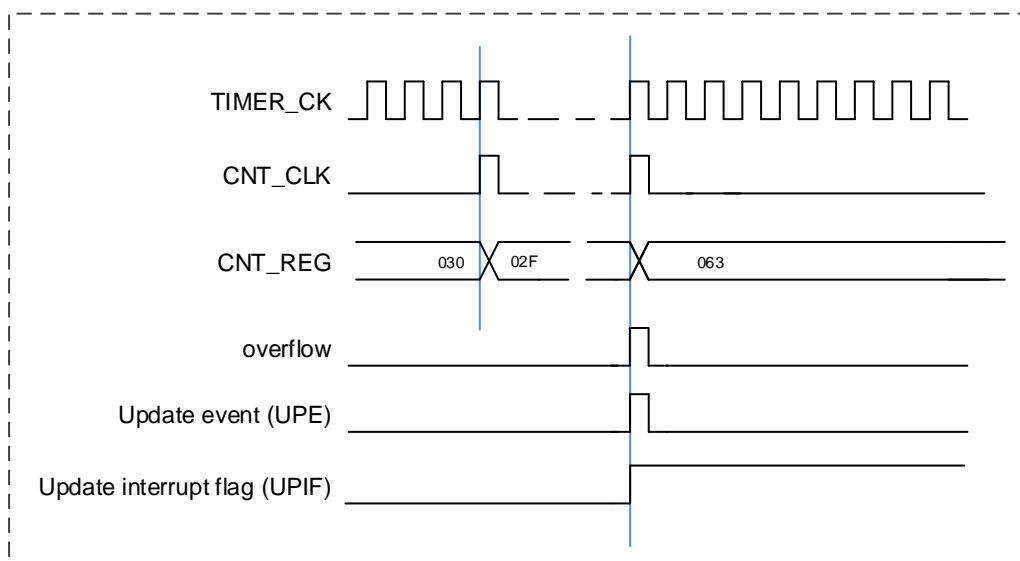 TIMER_CK
CNT_CLK
CNT_REG 030 02F 063
overflow
Update event (UPE)
Update interrupt flag (UPIF)